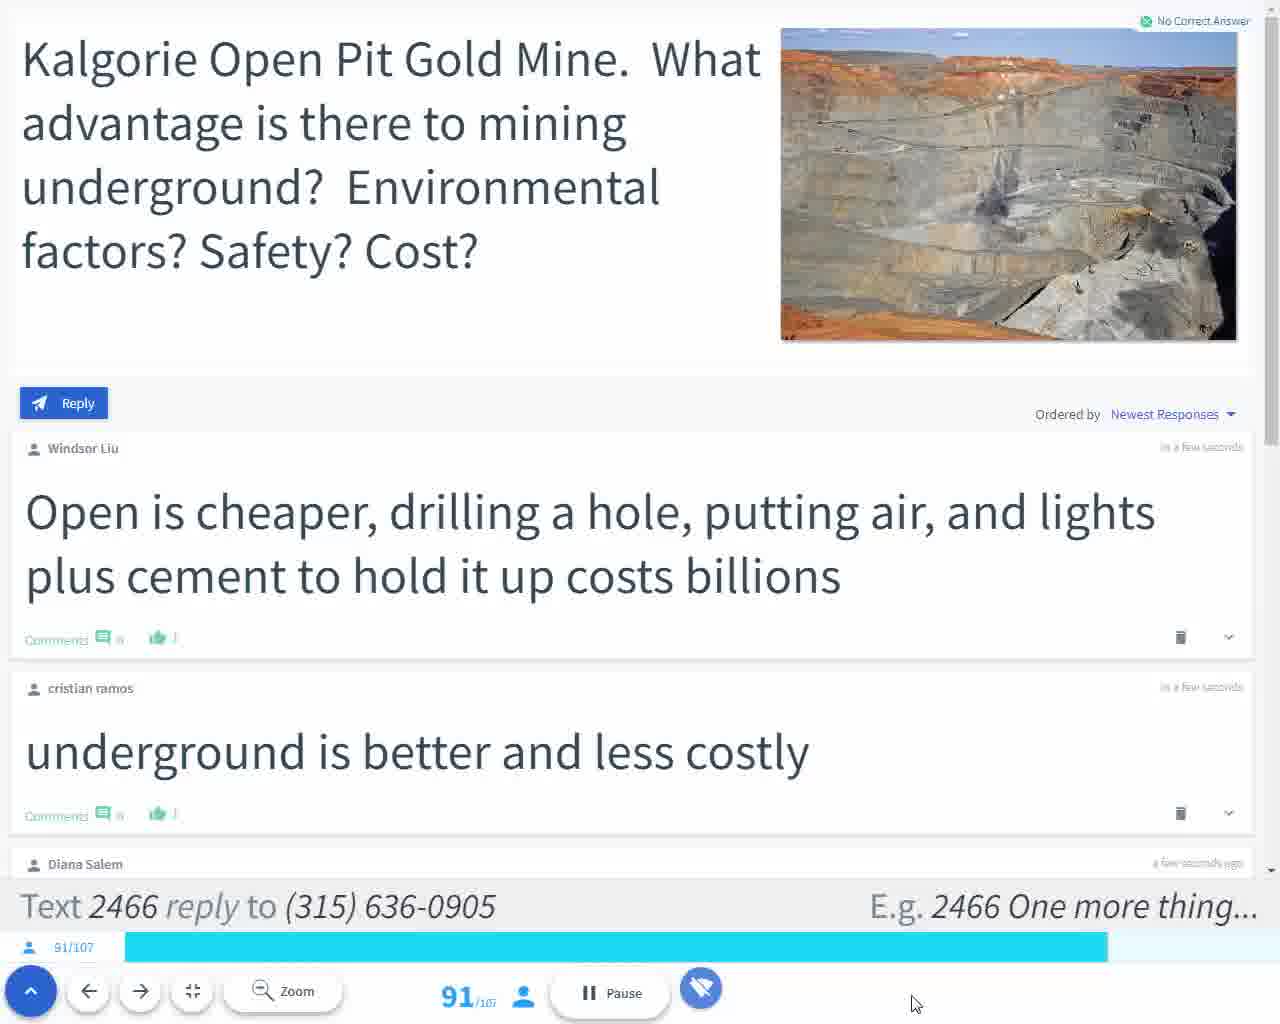 No Correct Answer
Kalgorie Open Pit Gold Mine. What
advantage is there to mining
underground? Environmental
factors? Safety? Cost?
Reply
Ordered by Newest Responses
Windsor Liu
in a few seconds
Open is cheaper, drilling a hole, putting air, and lights
plus cement to hold it up costs billions
Comments 0 1
cristian ramos
in a few seconds
underground is better and less costly
Comments 0 1
Diana Salem
a few seconds ago
Text 2466 reply to (315) 636-0905
E.g. 2466 One more thing...
91/107
Zoom
91/107
Pause